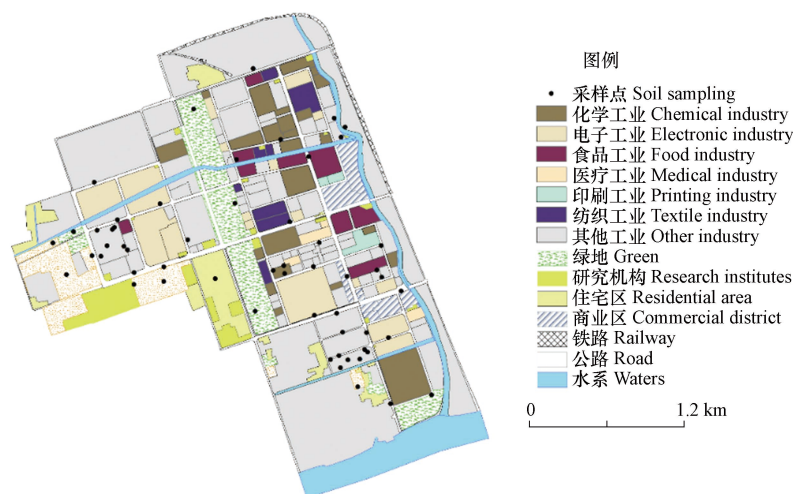 图例
采样点 Soil sampling
化学工业 Chemical industry
电子工业 Electronic industry
食品工业 Food industry
医疗工业 Medical industry
印刷工业 Printing industry
纺织工业 Textile industry
其他工业 Other industry
绿地 Green
研究机构 Research institutes
住宅区 Residential area
商业区 Commercial district
铁路 Railway
公路 Road
水系 Waters
0 1.2 km